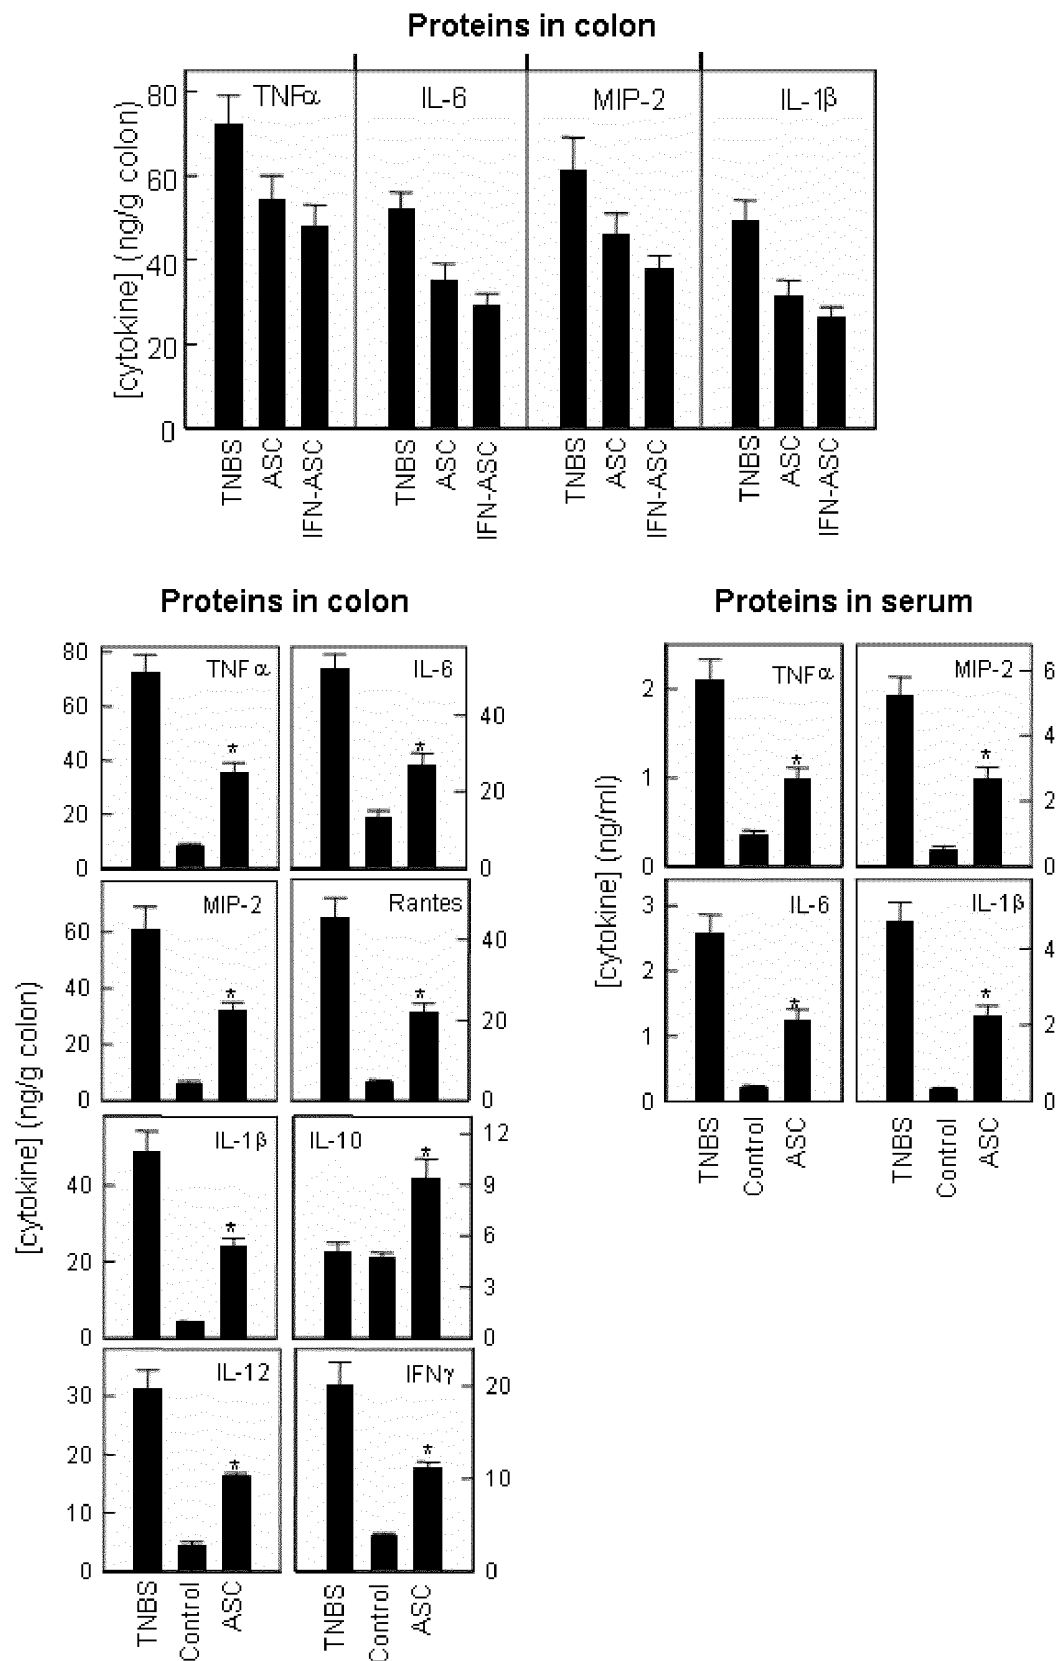 Proteins in colon
[cytokine] (ng/g colon)
80
60
40
20
0
TNFα
IL-6
MIP-2
IL-1β
TNBS
ASC
IFN-ASC
TNBS
ASC
IFN-ASC
TNBS
ASC
IFN-ASC
TNBS
ASC
IFN-ASC
Proteins in colon
[cytokine] (ng/g colon)
80
60
40
20
0
TNF α
IL-6
*
*
40
20
0
60
40
20
0
MIP-2
Rantes
*
*
40
20
0
40
20
0
IL-1β
IL-10
*
*
12
9
6
3
0
30
20
10
0
IL-12
IFNγ
*
*
20
10
0
TNBS
Control
ASC
TNBS
Control
ASC
Proteins in serum
[cytokine] (ng/ml)
2
1
0
TNFα
MIP-2
*
*
6
4
2
0
3
2
1
0
IL-6
IL-1β
*
*
4
2
0
TNBS
Control
ASC
TNBS
Control
ASC